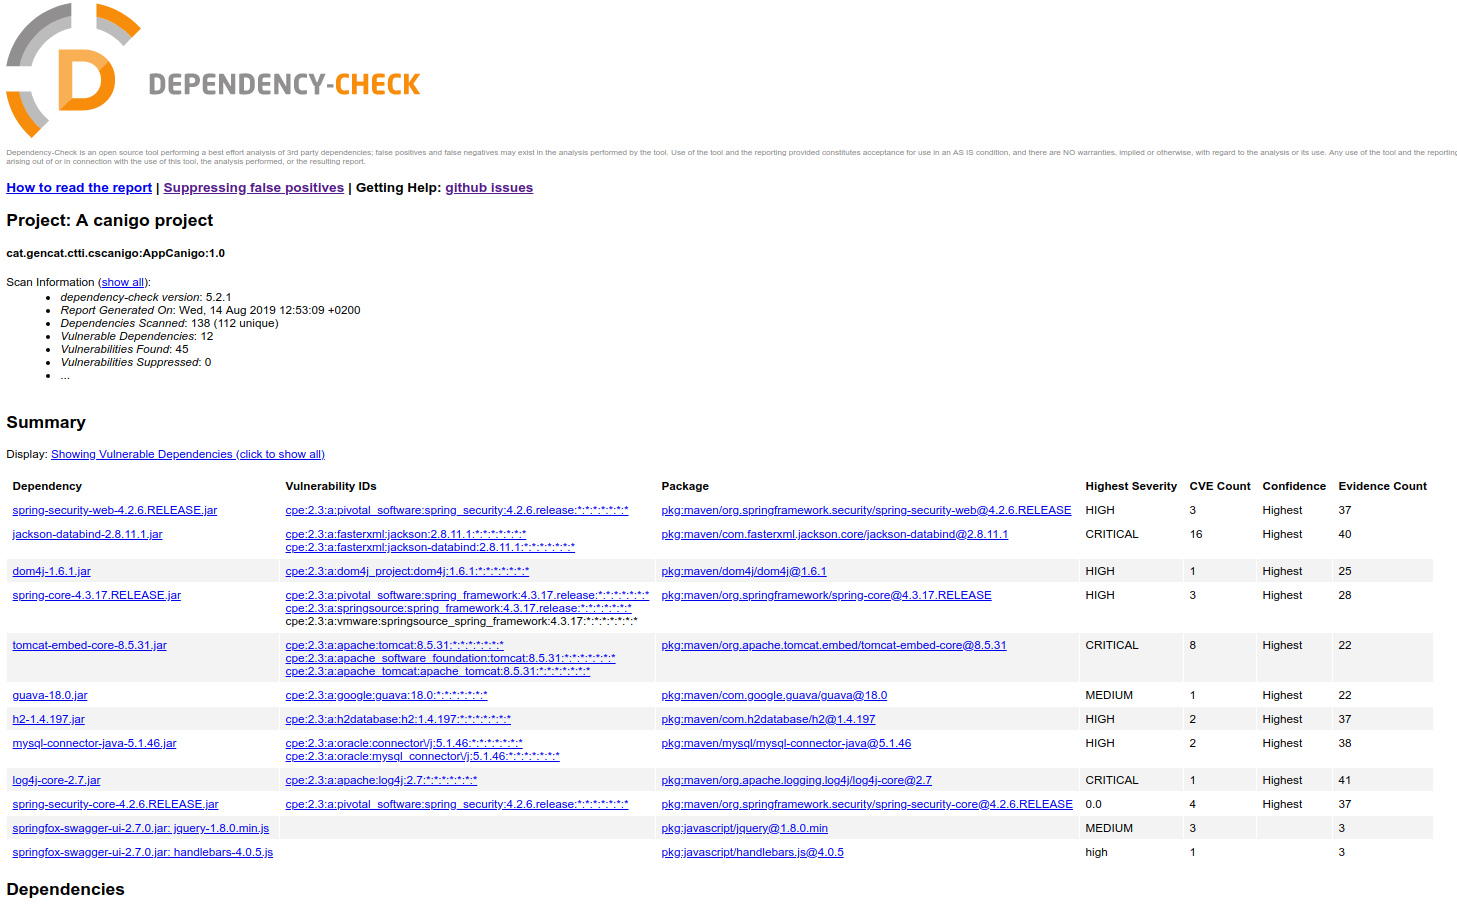 D
DEPENDENCY-CHECK
Dependency-Check is an open source tool performing a best effort analysis of 3rd party dependencies; false positives and false negatives may exist in the analysis performed by the tool. Use of the tool and the reporting provided constitutes acceptance for use in an AS IS condition, and there are NO warranties, implied or otherwise, with regard to the analysis or its use. Any use of the tool and the reporting
arising out of or in connection with the use of this tool, the analysis performed, or the resulting report.
How to read the report | Suppressing false positives | Getting Help: github issues
Project: A canigo project
cat.gencat.ctti.cscanigo:AppCanigo:1.0
Scan Information (show all):
• dependency-check version: 5.2.1
• Report Generated On: Wed, 14 Aug 2019 12:53:09 +0200
• Dependencies Scanned: 138 (112 unique)
• Vulnerable Dependencies: 12
• Vulnerabilities Found: 45
• Vulnerabilities Suppressed: 0
• ...
Summary
Display: Showing Vulnerable Dependencies (click to show all)
Dependency Vulnerability IDs Package Highest Severity CVE Count Confidence Evidence Count
spring-security-web-4.2.6.RELEASE.jar cpe:2.3:a:pivotal_software:spring_security:4.2.6.release:*:*:*:*:*:*:* pkg:maven/org.springframework.security/spring-security-web@4.2.6.RELEASE HIGH 3 Highest 37
jackson-databind-2.8.11.1.jar cpe:2.3:a:fasterxml:jackson:2.8.11.1:*:*:*:*:*:*:* pkg:maven/com.fasterxml.jackson.core/jackson-databind@2.8.11.1 CRITICAL 16 Highest 40
cpe:2.3:a:fasterxml:jackson-databind:2.8.11.1:*:*:*:*:*:*:*
dom4j-1.6.1.jar cpe:2.3:a:dom4j_project:dom4j:1.6.1:*:*:*:*:*:*:* pkg:maven/dom4j/dom4j@1.6.1 HIGH 1 Highest 25
spring-core-4.3.17.RELEASE.jar cpe:2.3:a:pivotal_software:spring_framework:4.3.17.release:*:*:*:*:*:*:* pkg:maven/org.springframework/spring-core@4.3.17.RELEASE HIGH 3 Highest 28
cpe:2.3:a:springsource:spring_framework:4.3.17.release:*:*:*:*:*:*:*
cpe:2.3:a:vmware:springsource_spring_framework:4.3.17:*:*:*:*:*:*:*
tomcat-embed-core-8.5.31.jar cpe:2.3:a:apache:tomcat:8.5.31:*:*:*:*:*:*:* pkg:maven/org.apache.tomcat.embed/tomcat-embed-core@8.5.31 CRITICAL 8 Highest 22
cpe:2.3:a:apache_software_foundation:tomcat:8.5.31:*:*:*:*:*:*:*
cpe:2.3:a:apache_tomcat:apache_tomcat:8.5.31:*:*:*:*:*:*:*
guava-18.0.jar cpe:2.3:a:google:guava:18.0:*:*:*:*:*:*:* pkg:maven/com.google.guava/guava@18.0 MEDIUM 1 Highest 22
h2-1.4.197.jar cpe:2.3:a:h2database:h2:1.4.197:*:*:*:*:*:*:* pkg:maven/com.h2database/h2@1.4.197 HIGH 2 Highest 37
mysql-connector-java-5.1.46.jar cpe:2.3:a:oracle:connector\/j:5.1.46:*:*:*:*:*:*:* pkg:maven/mysql/mysql-connector-java@5.1.46 HIGH 2 Highest 38
cpe:2.3:a:oracle:mysql_connector\/j:5.1.46:*:*:*:*:*:*:*
log4j-core-2.7.jar cpe:2.3:a:apache:log4j:2.7:*:*:*:*:*:*:* pkg:maven/org.apache.logging.log4j/log4j-core@2.7 CRITICAL 1 Highest 41
spring-security-core-4.2.6.RELEASE.jar cpe:2.3:a:pivotal_software:spring_security:4.2.6.release:*:*:*:*:*:*:* pkg:maven/org.springframework.security/spring-security-core@4.2.6.RELEASE 0.0 4 Highest 37
springfox-swagger-ui-2.7.0.jar: jquery-1.8.0.min.js pkg:javascript/jquery@1.8.0.min MEDIUM 3 3
springfox-swagger-ui-2.7.0.jar: handlebars-4.0.5.js pkg:javascript/handlebars.js@4.0.5 high 1 3
Dependencies